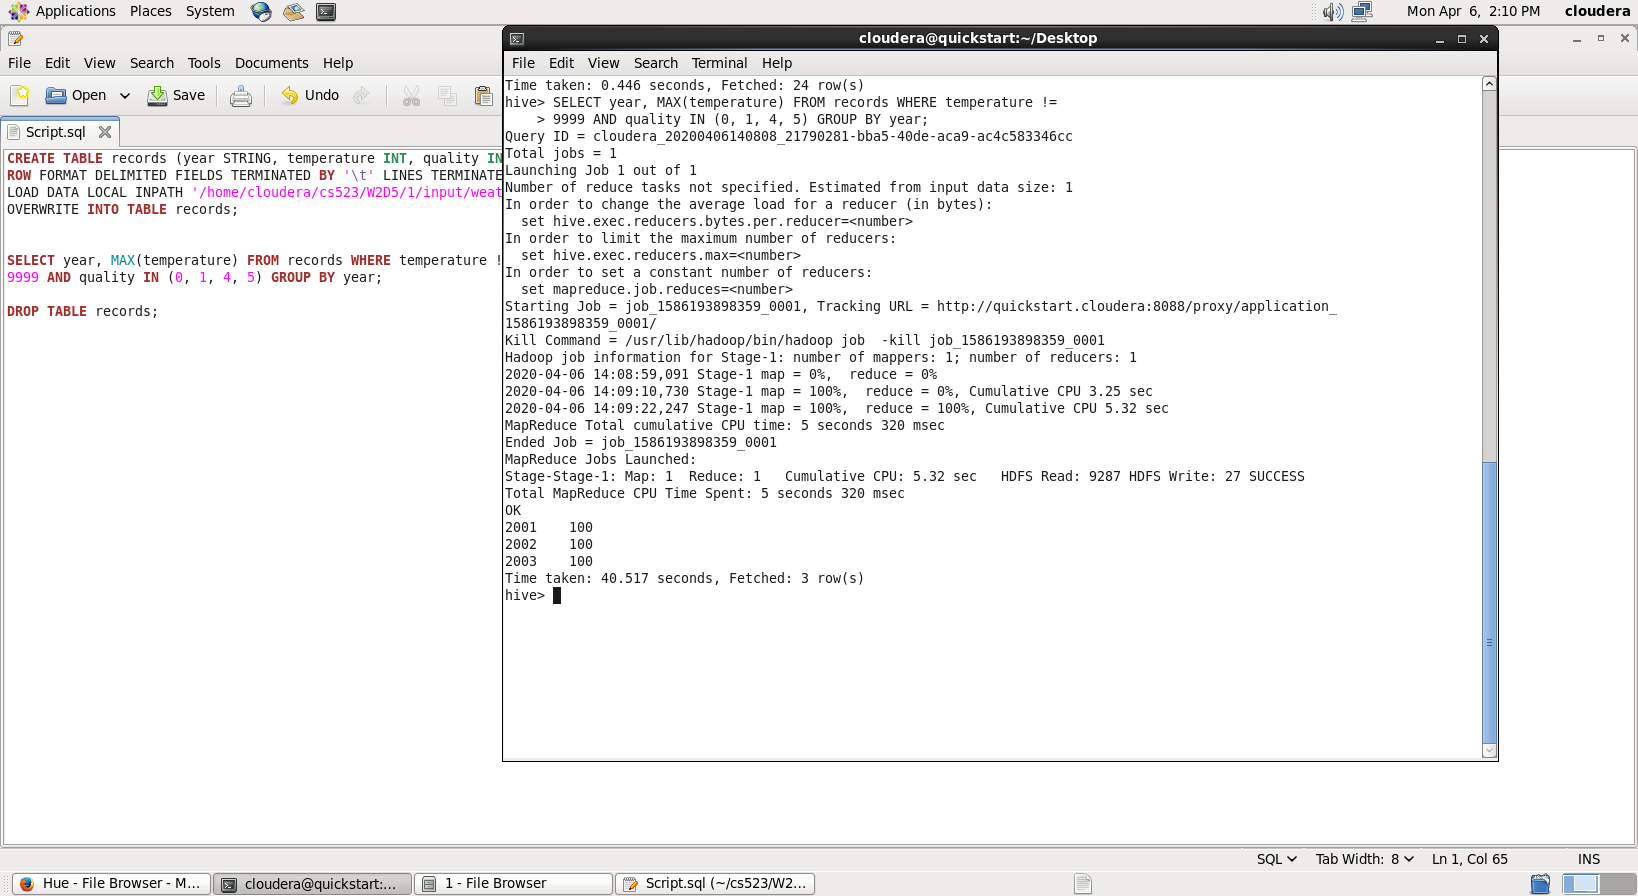 Applications Places System
Mon Apr 6, 2:10 PM cloudera
File Edit View Search Tools Documents Help
Open Save Undo
Script.sql
CREATE TABLE records (year STRING, temperature INT, quality IN
ROW FORMAT DELIMITED FIELDS TERMINATED BY '\t' LINES TERMINATE
LOAD DATA LOCAL INPATH '/home/cloudera/cs523/W2D5/1/input/weat
OVERWRITE INTO TABLE records;
SELECT year, MAX(temperature) FROM records WHERE temperature !
9999 AND quality IN (0, 1, 4, 5) GROUP BY year;
DROP TABLE records;
cloudera@quickstart:~/Desktop
File Edit View Search Terminal Help
Time taken: 0.446 seconds, Fetched: 24 row(s)
hive> SELECT year, MAX(temperature) FROM records WHERE temperature !=
    > 9999 AND quality IN (0, 1, 4, 5) GROUP BY year;
Query ID = cloudera_20200406140808_21790281-bba5-40de-aca9-ac4c583346cc
Total jobs = 1
Launching Job 1 out of 1
Number of reduce tasks not specified. Estimated from input data size: 1
In order to change the average load for a reducer (in bytes):
  set hive.exec.reducers.bytes.per.reducer=<number>
In order to limit the maximum number of reducers:
  set hive.exec.reducers.max=<number>
In order to set a constant number of reducers:
  set mapreduce.job.reduces=<number>
Starting Job = job_1586193898359_0001, Tracking URL = http://quickstart.cloudera:8088/proxy/application_
1586193898359_0001/
Kill Command = /usr/lib/hadoop/bin/hadoop job  -kill job_1586193898359_0001
Hadoop job information for Stage-1: number of mappers: 1; number of reducers: 1
2020-04-06 14:08:59,091 Stage-1 map = 0%,  reduce = 0%
2020-04-06 14:09:10,730 Stage-1 map = 100%,  reduce = 0%, Cumulative CPU 3.25 sec
2020-04-06 14:09:22,247 Stage-1 map = 100%,  reduce = 100%, Cumulative CPU 5.32 sec
MapReduce Total cumulative CPU time: 5 seconds 320 msec
Ended Job = job_1586193898359_0001
MapReduce Jobs Launched:
Stage-Stage-1: Map: 1  Reduce: 1   Cumulative CPU: 5.32 sec   HDFS Read: 9287 HDFS Write: 27 SUCCESS
Total MapReduce CPU Time Spent: 5 seconds 320 msec
OK
2001    100
2002    100
2003    100
Time taken: 40.517 seconds, Fetched: 3 row(s)
hive>
SQL Tab Width: 8 Ln 1, Col 65 INS
Hue - File Browser - M... cloudera@quickstart:... 1 - File Browser Script.sql (~/cs523/W2...